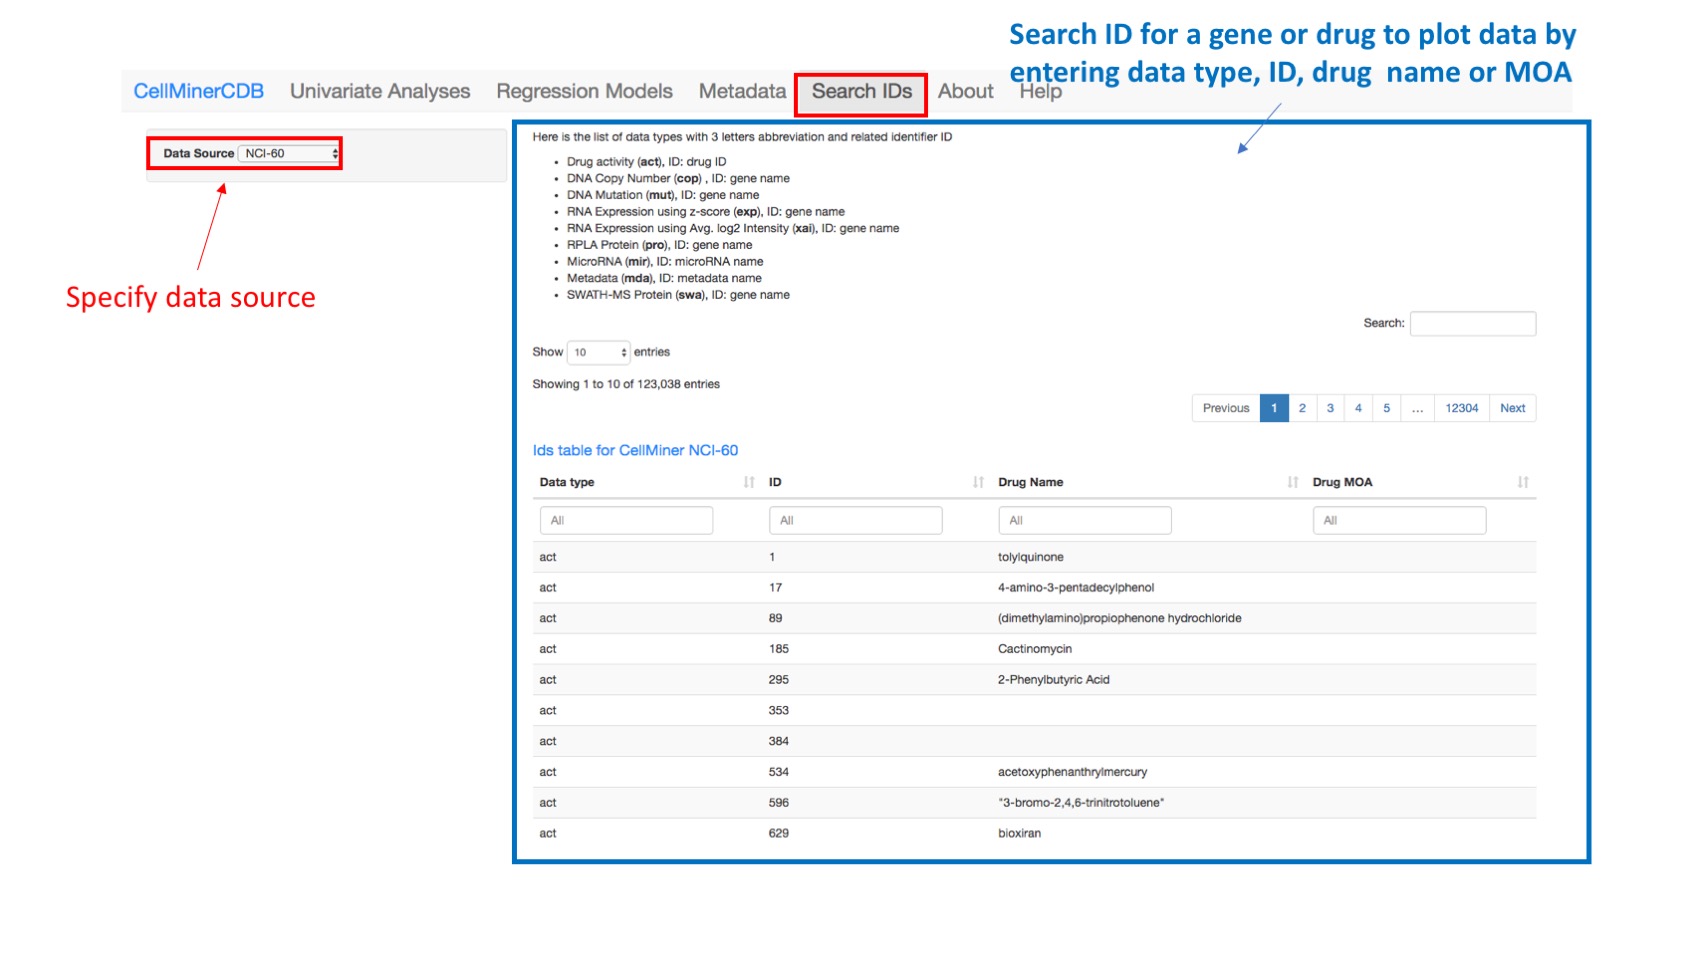 Search ID for a gene or drug to plot data by
entering data type, ID, drug name or MOA
CellMinerCDB Univariate Analyses Regression Models Metadata Search IDs About Help
Data Source NCI-60
Specify data source
Here is the list of data types with 3 letters abbreviation and related identifier ID
• Drug activity (act), ID: drug ID
• DNA Copy Number (cop) , ID: gene name
• DNA Mutation (mut), ID: gene name
• RNA Expression using z-score (exp), ID: gene name
• RNA Expression using Avg. log2 Intensity (xai), ID: gene name
• RPLA Protein (pro), ID: gene name
• MicroRNA (mir), ID: microRNA name
• Metadata (mda), ID: metadata name
• SWATH-MS Protein (swa), ID: gene name
Search:
Show 10 entries
Showing 1 to 10 of 123,038 entries
Previous 1 2 3 4 5 ... 12304 Next
Ids table for CellMiner NCI-60
Data type ID Drug Name Drug MOA
All All All All
act 1 tolylquinone
act 17 4-amino-3-pentadecylphenol
act 89 (dimethylamino)propiophenone hydrochloride
act 185 Cactinomycin
act 295 2-Phenylbutyric Acid
act 353
act 384
act 534 acetoxyphenanthrylmercury
act 596 "3-bromo-2,4,6-trinitrotoluene"
act 629 bioxiran